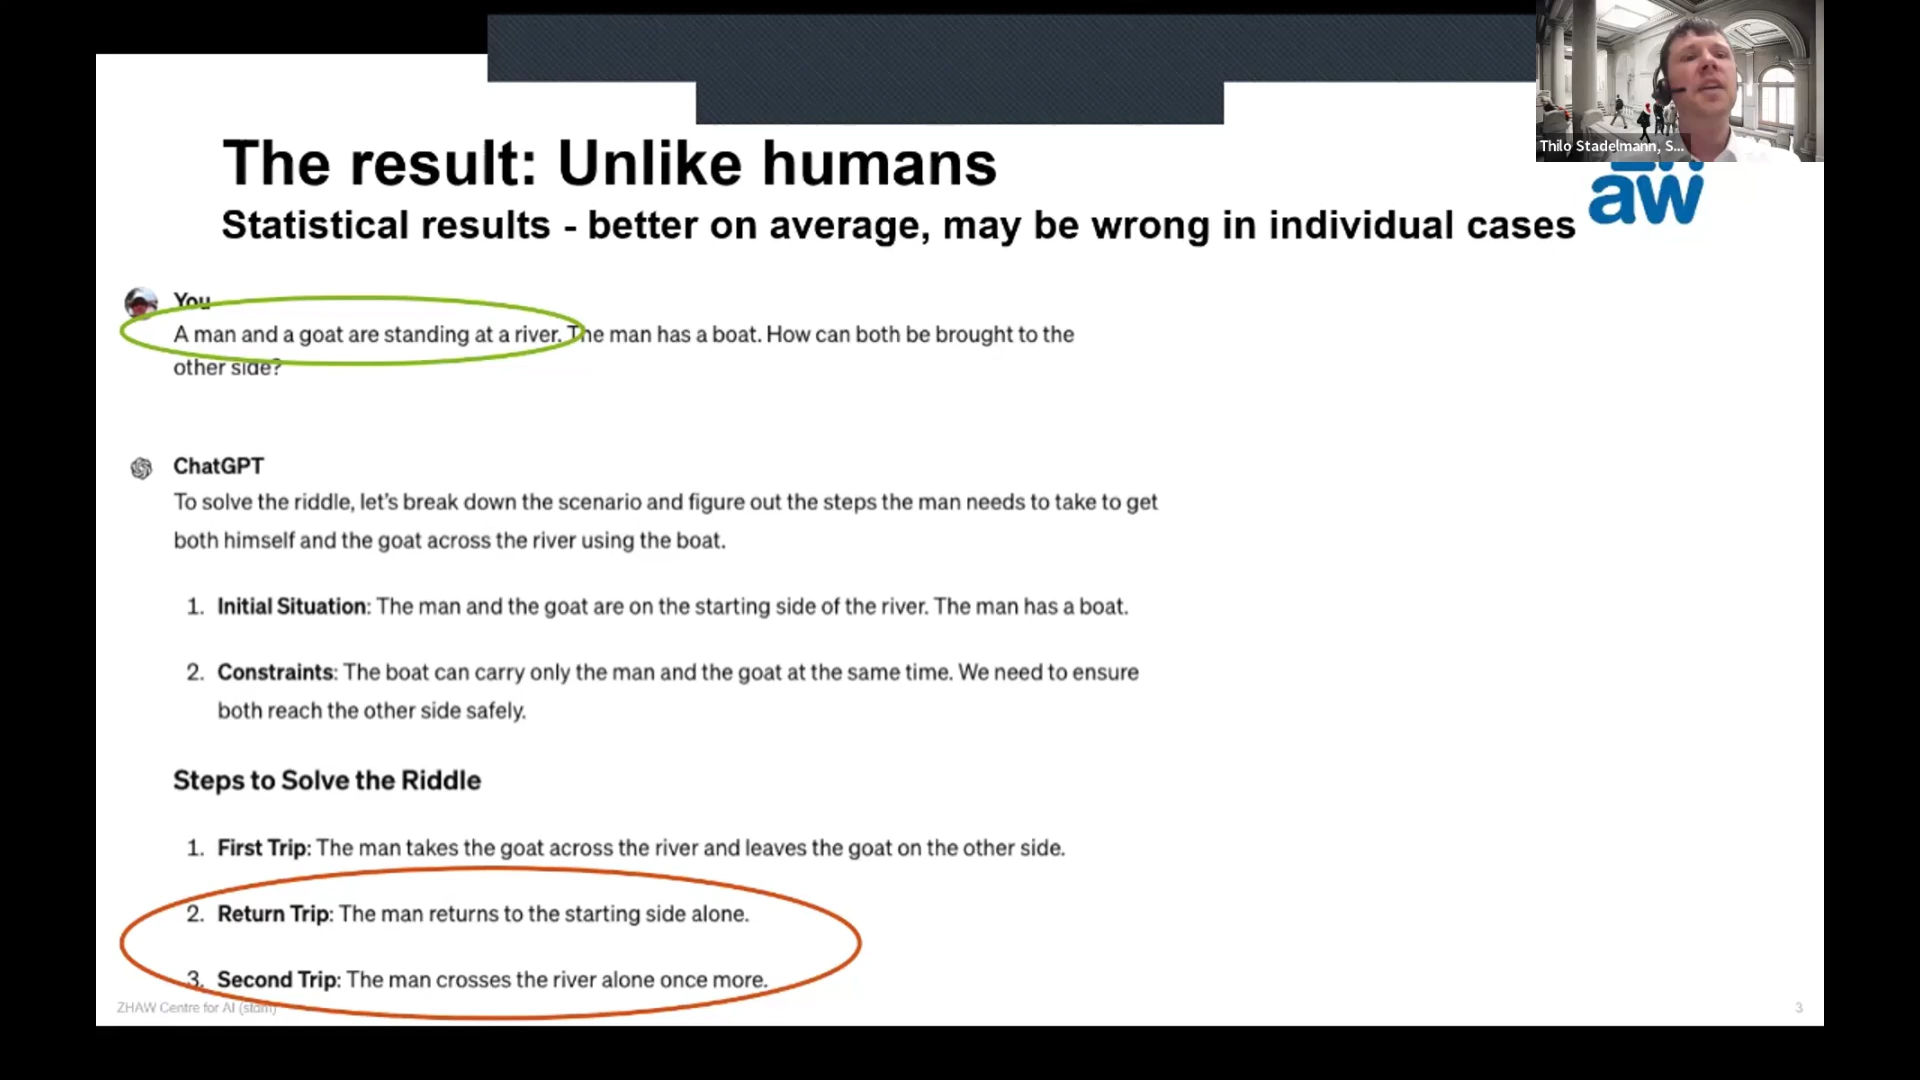 Thilo Stadelmann, S...
The result: Unlike humans
Statistical results - better on average, may be wrong in individual cases
aw
You
A man and a goat are standing at a river. The man has a boat. How can both be brought to the
other side?
ChatGPT
To solve the riddle, let's break down the scenario and figure out the steps the man needs to take to get
both himself and the goat across the river using the boat.
1. Initial Situation: The man and the goat are on the starting side of the river. The man has a boat.
2. Constraints: The boat can carry only the man and the goat at the same time. We need to ensure
both reach the other side safely.
Steps to Solve the Riddle
1. First Trip: The man takes the goat across the river and leaves the goat on the other side.
2. Return Trip: The man returns to the starting side alone.
3. Second Trip: The man crosses the river alone once more.
ZHAW Centre for AI (stdm)
3